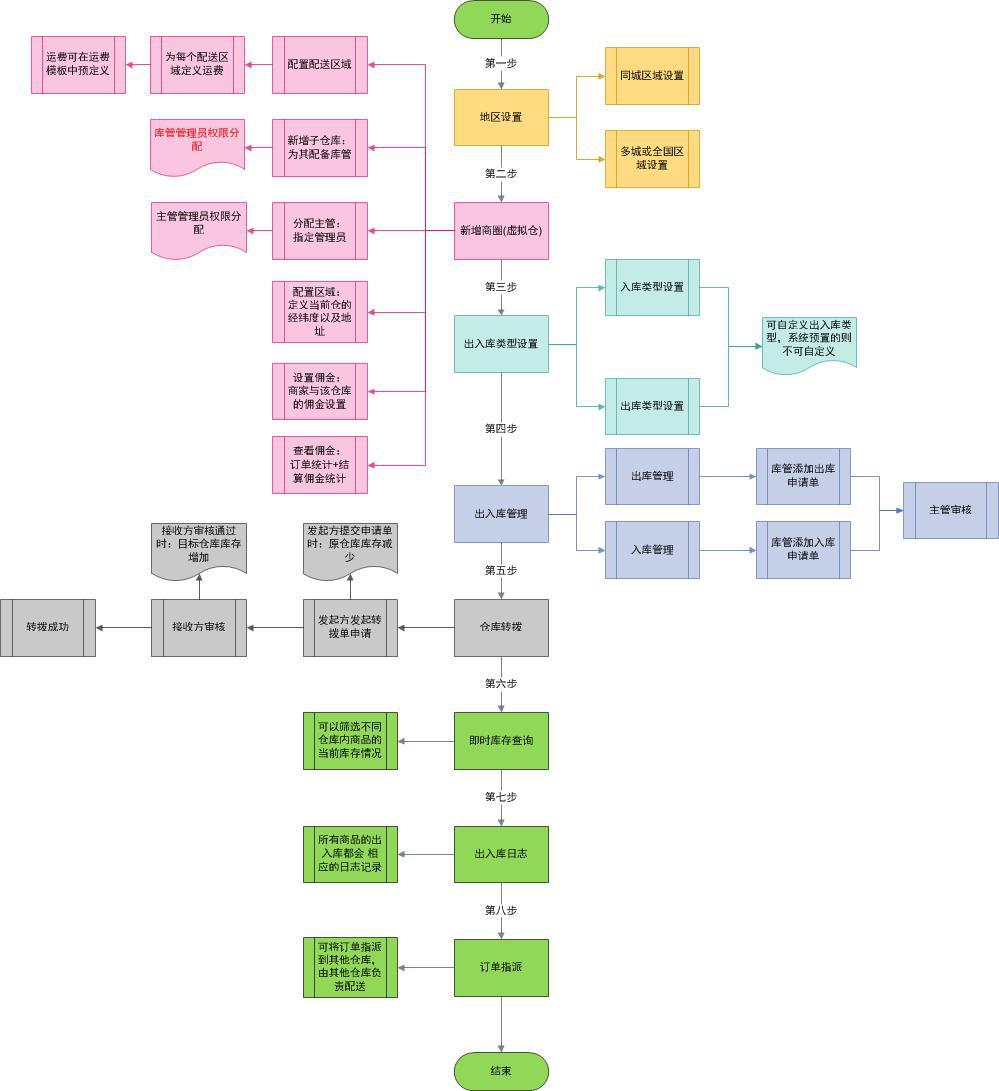 开始
第一步
地区设置
同城区域设置
多城或全国区
域设置
第二步
新增商圈(虚拟仓)
配置配送区域
为每个配送区
域定义运费
运费可在运费
模板中预定义
新增子仓库：
为其配备库管
库管管理员权限分
配
分配主管：
指定管理员
主管管理员权限分
配
配置区域：
定义当前仓的
经纬度以及地
址
设置佣金：
商家与该仓库
的佣金设置
查看佣金：
订单统计+结
算佣金统计
第三步
出入库类型设置
入库类型设置
出库类型设置
可自定义出入库类
型，系统预置的则
不可自定义
第四步
出入库管理
出库管理
库管添加出库
申请单
入库管理
库管添加入库
申请单
主管审核
第五步
仓库转拨
发起方发起转
拨单申请
发起方提交申请单
时：原仓库库存减
少
接收方审核
接收方审核通过
时：目标仓库库存
增加
转拨成功
第六步
即时库存查询
可以筛选不同
仓库内商品的
当前库存情况
第七步
出入库日志
所有商品的出
入库都会 相
应的日志记录
第八步
订单指派
可将订单指派
到其他仓库，
由其他仓库负
责配送
结束